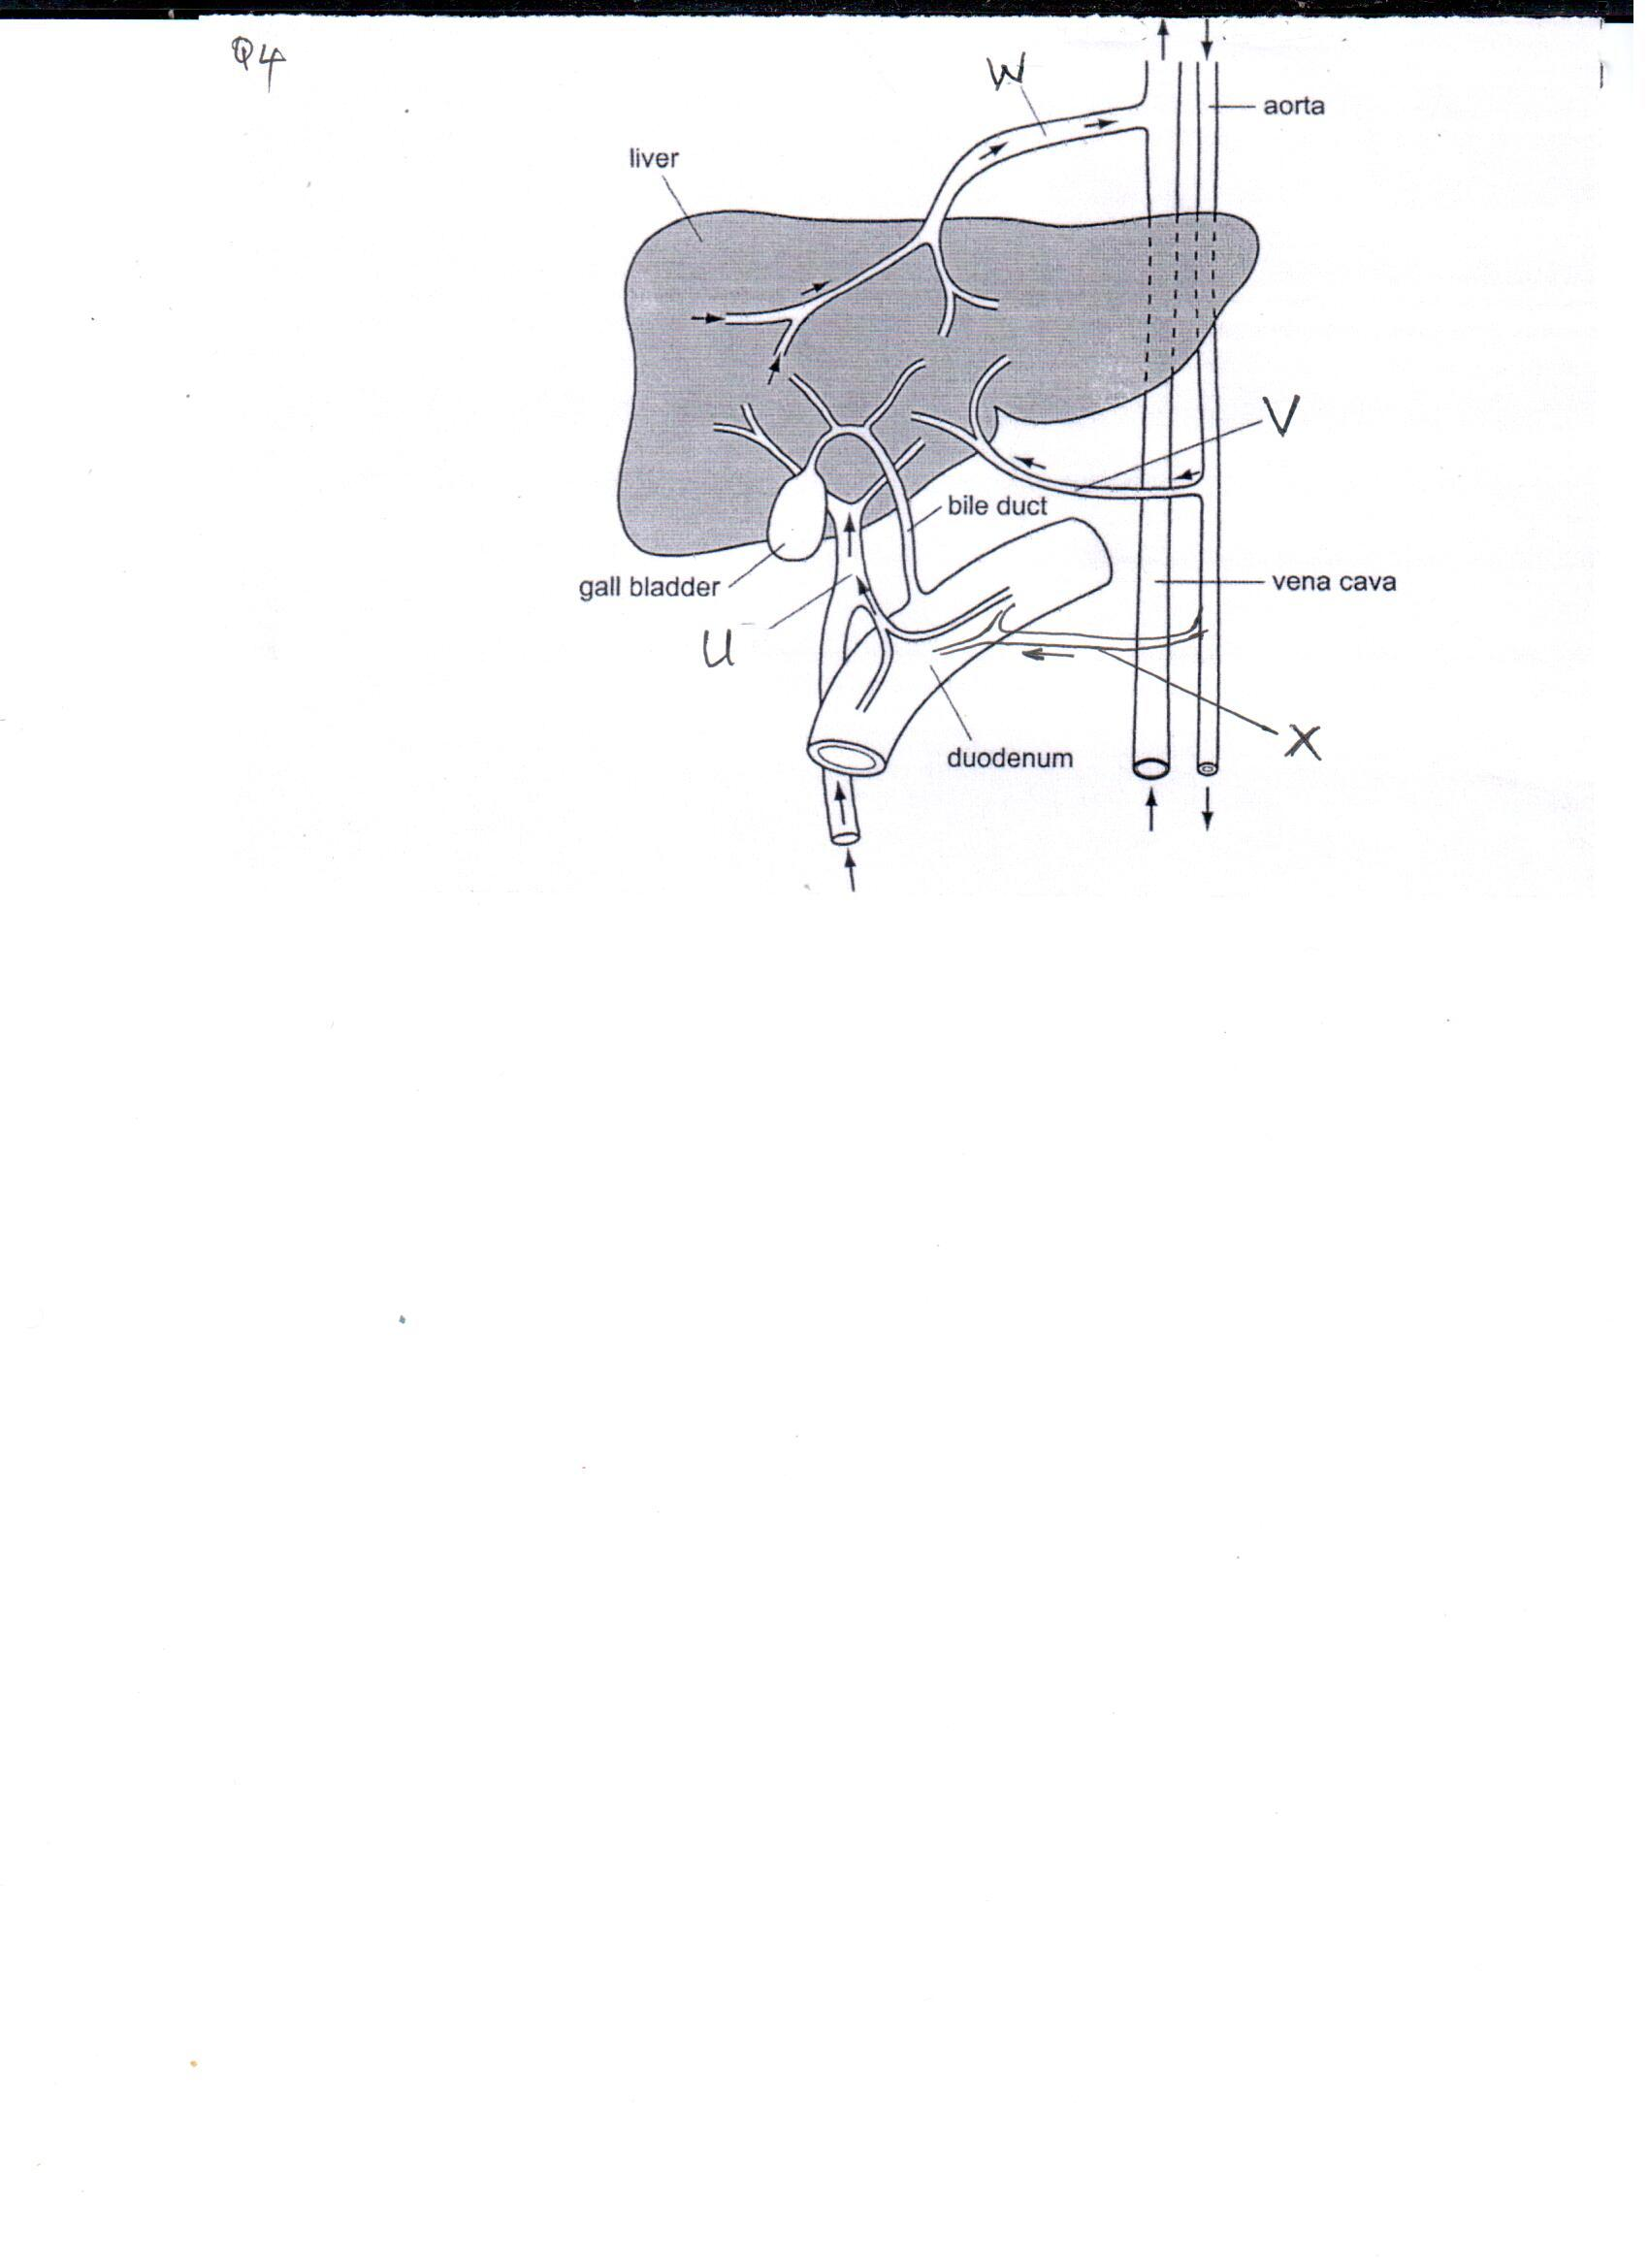 Q4
W
aorta
liver
V
bile duct
gall bladder
vena cava
U
X
duodenum